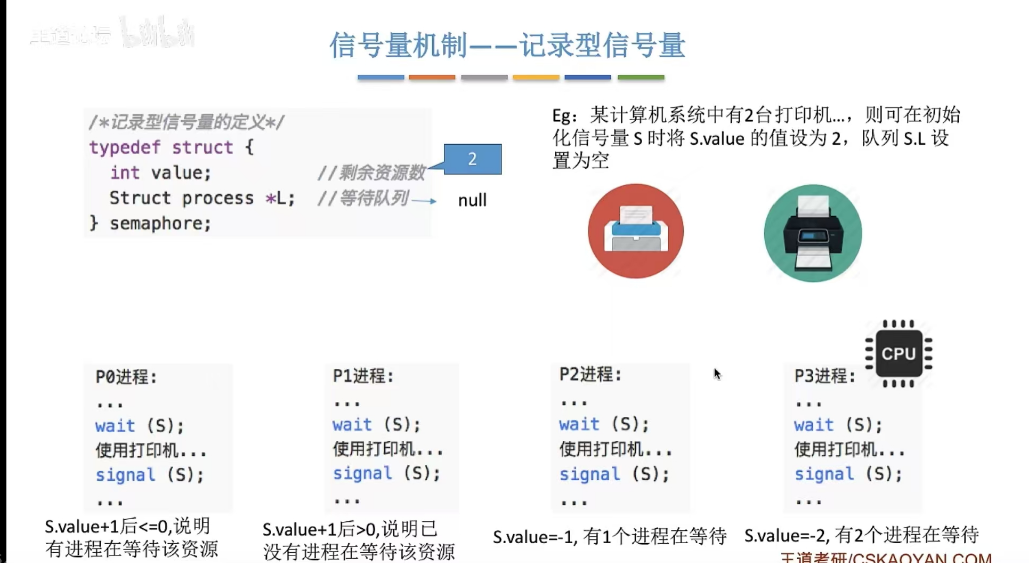 信号量机制——记录型信号量
/*记录型信号量的定义*/
typedef struct {
int value; //剩余资源数
Struct process *L; //等待队列
} semaphore;
2
null
Eg：某计算机系统中有2台打印机...，则可在初始
化信号量 S 时将 S.value 的值设为 2，队列 S.L 设
置为空
CPU
P0进程:
...
wait (S);
使用打印机...
signal (S);
...
S.value+1后<=0,说明
有进程在等待该资源
P1进程:
...
wait (S);
使用打印机...
signal (S);
...
S.value+1后>0,说明已
没有进程在等待该资源
P2进程:
...
wait (S);
使用打印机...
signal (S);
...
S.value=-1, 有1个进程在等待
P3进程:
...
wait (S);
使用打印机...
signal (S);
...
S.value=-2, 有2个进程在等待
王道考研/CSKAOYAN.COM